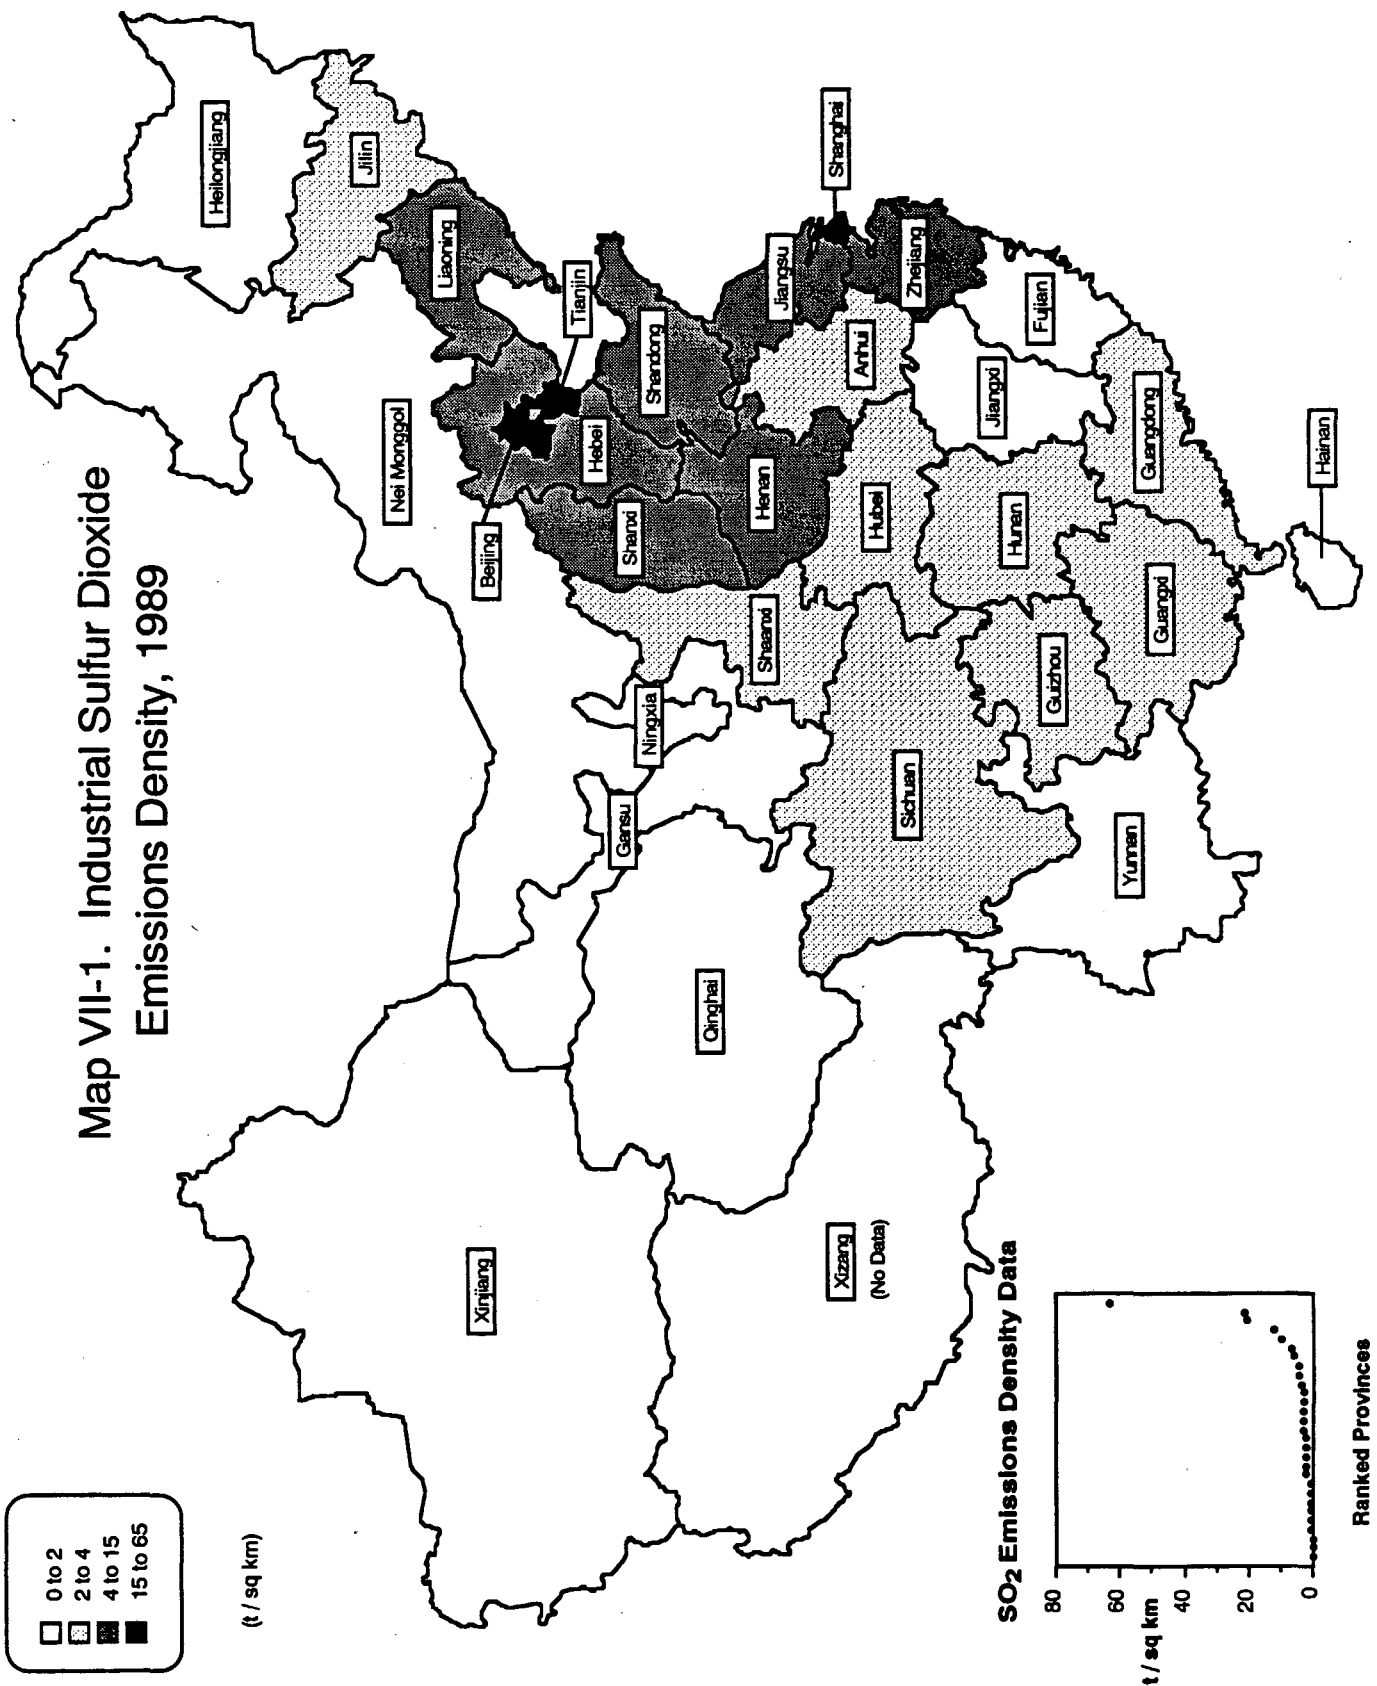 Map VII-1. Industrial Sulfur Dioxide
Emissions Density, 1989
0 to 2
2 to 4
4 to 15
15 to 65
(t / sq km)
Heilongjiang
Jilin
Liaoning
Nei Monggol
Beijing
Tianjin
Hebei
Shanxi
Shandong
Henan
Jiangsu
Shanghai
Zhejiang
Anhui
Fujian
Jiangxi
Hubei
Hunan
Guangdong
Hainan
Guangxi
Guizhou
Shaanxi
Ningxia
Gansu
Sichuan
Yunnan
Qinghai
Xinjiang
Xizang
(No Data)
SO2 Emissions Density Data
t / sq km
80
60
40
20
0
Ranked Provinces